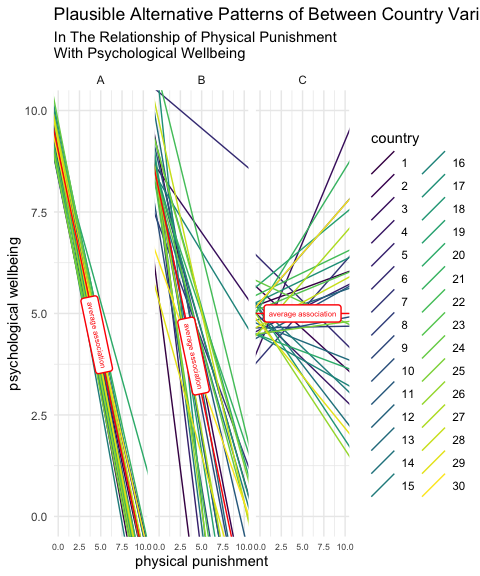 Plausible Alternative Patterns of Between Country Vari
In The Relationship of Physical Punishment
With Psychological Wellbeing
A B C
country
10.0
7.5
5.0
2.5
0.0
psychological wellbeing
average association
average association
average association
0.0 2.5 5.0 7.5 10.0
0.0 2.5 5.0 7.5 10.0
0.0 2.5 5.0 7.5 10.0
physical punishment
1 16
2 17
3 18
4 19
5 20
6 21
7 22
8 23
9 24
10 25
11 26
12 27
13 28
14 29
15 30